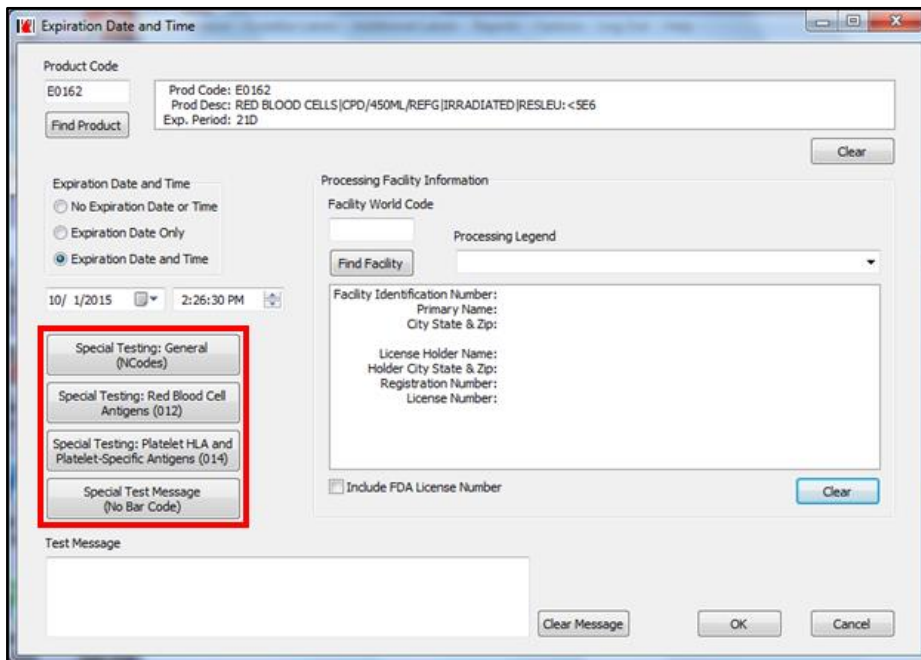 Expiration Date and Time
Product Code
E0162
Prod Code: E0162
Prod Desc: RED BLOOD CELLS|CPD/450ML/REFG|IRRADIATED|RESLEU:<5E6
Exp. Period: 21D
Find Product
Clear
Expiration Date and Time
No Expiration Date or Time
Expiration Date Only
Expiration Date and Time
10/ 1/2015
2:26:30 PM
Special Testing: General
(NCodes)
Special Testing: Red Blood Cell
Antigens (012)
Special Testing: Platelet HLA and
Platelet-Specific Antigens (014)
Special Test Message
(No Bar Code)
Processing Facility Information
Facility World Code
Processing Legend
Find Facility
Facility Identification Number:
Primary Name:
City State & Zip:
License Holder Name:
Holder City State & Zip:
Registration Number:
License Number:
Include FDA License Number
Clear
Test Message
Clear Message
OK
Cancel